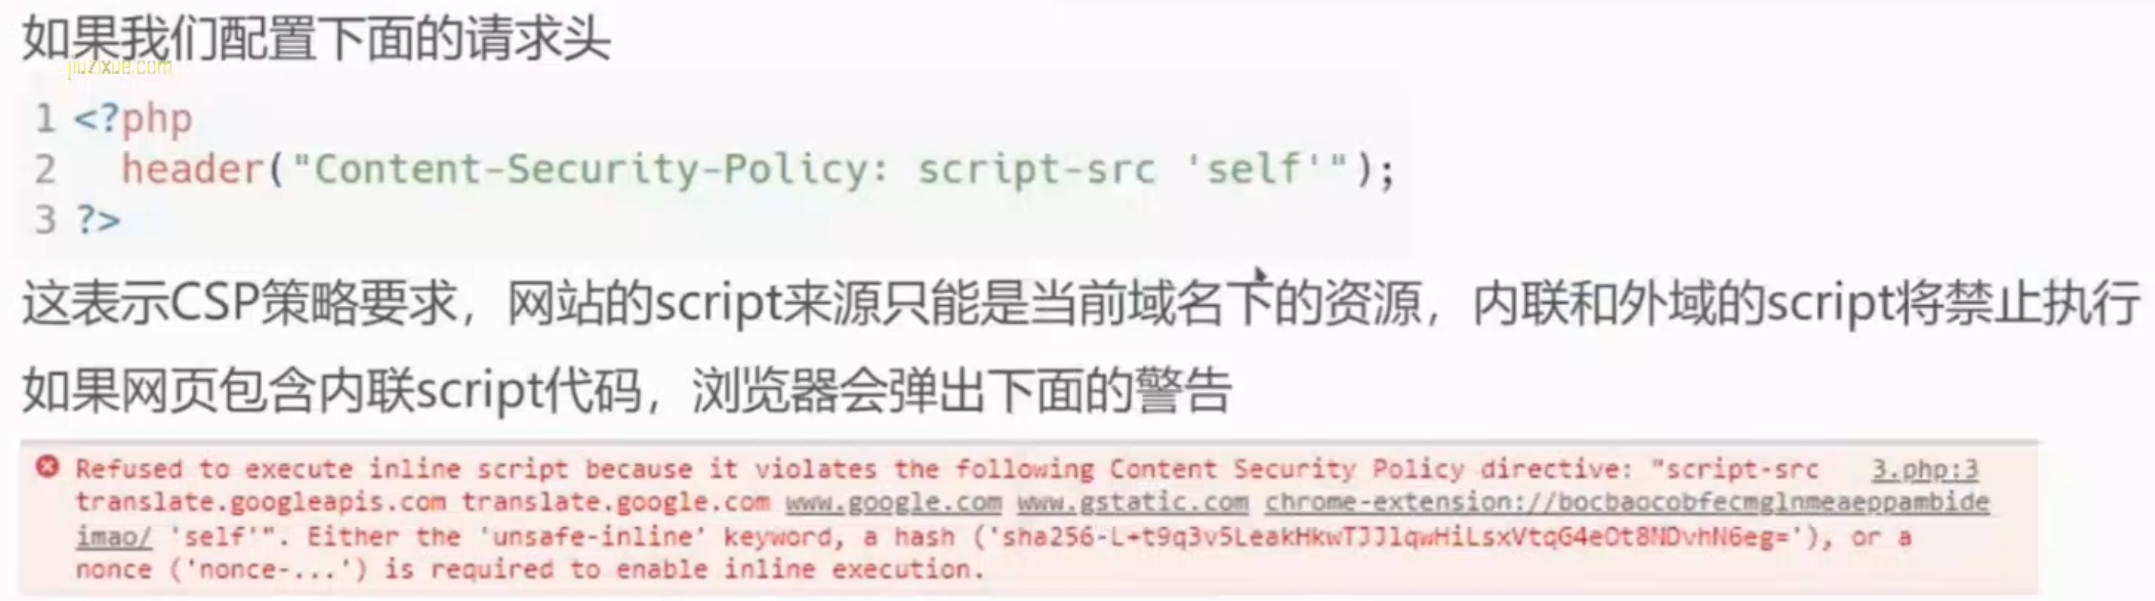 如果我们配置下面的请求头
jiuzixue.com
1 <?php
2 header("Content-Security-Policy: script-src 'self'");
3 ?>
这表示CSP策略要求，网站的script来源只能是当前域名下的资源，内联和外域的script将禁止执行
如果网页包含内联script代码，浏览器会弹出下面的警告
Refused to execute inline script because it violates the following Content Security Policy directive: "script-src 3.php:3
translate.googleapis.com translate.google.com www.google.com www.gstatic.com chrome-extension://bocbaocobfecmglnmeaeppambide
imao/ 'self'". Either the 'unsafe-inline' keyword, a hash ('sha256-L+t9q3v5LeakHkwTJJlqwHiLsxVtqG4eOt8NDvhN6eg='), or a
nonce ('nonce-...') is required to enable inline execution.